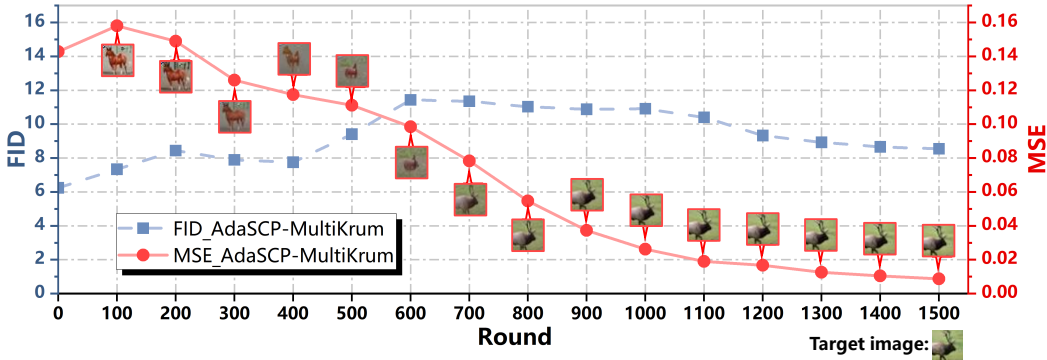 16
14
12
10
8
6
4
2
0
FID
0.16
0.14
0.12
0.10
0.08
0.06
0.04
0.02
0.00
MSE
FID_AdaSCP-MultiKrum
MSE_AdaSCP-MultiKrum
0 100 200 300 400 500 600 700 800 900 1000 1100 1200 1300 1400 1500
Round
Target image: